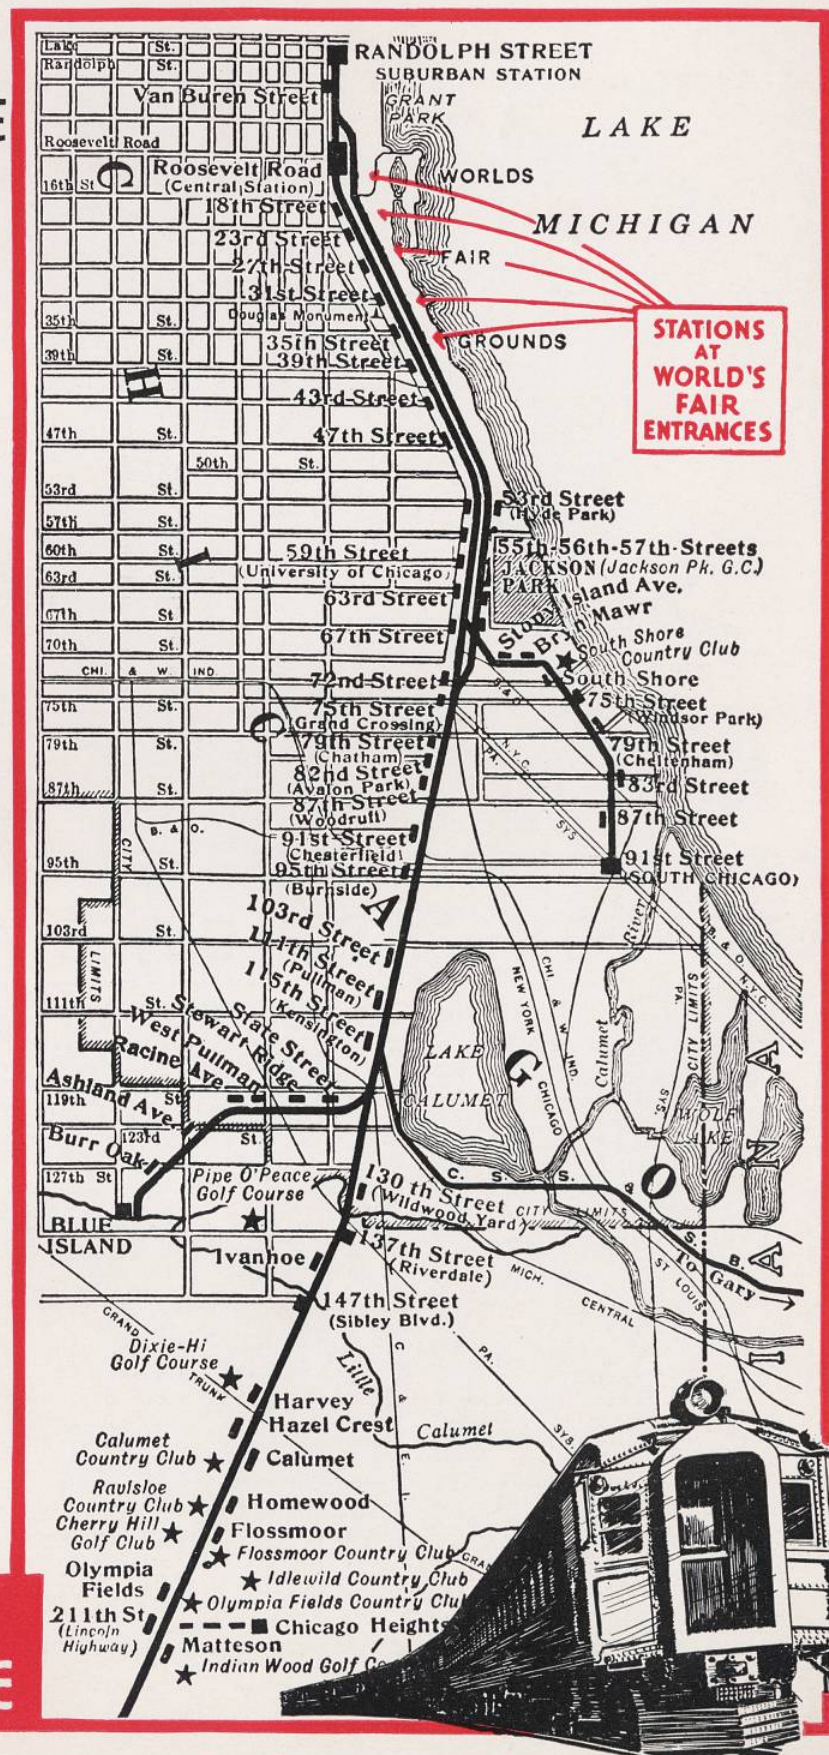 Lake St.
Randolph St.
RANDOLPH STREET
SUBURBAN STATION
Van Buren Street
GRANT
PARK
LAKE
MICHIGAN
Roosevelt Road
Roosevelt Road
(Central Station)
16th St
C
WORLDS
18th Street
23rd Street
27th Street
FAIR
31st Street
Douglas Monument
35th St.
35th Street
GROUNDS
39th St.
39th Street
STATIONS
AT
WORLD'S
FAIR
ENTRANCES
H
43rd Street
47th St.
47th Street
50th St.
53rd St.
53rd Street
(Hyde Park)
57th St.
60th St.
59th Street
(University of Chicago)
55th-56th-57th-Streets
JACKSON (Jackson Pk. G.C.)
PARK
I
63rd St.
63rd Street
Stony Island Ave.
Bryn Mawr
67th St.
67th Street
70th St.
South Shore
Country Club
CHI. & W. IND.
72nd Street
South Shore
B. & O.
75th St.
75th Street
(Grand Crossing)
75th Street
(Windsor Park)
C
79th St.
79th Street
(Chatham)
79th Street
(Cheltenham)
N.Y.C.
PA. SYS
82nd Street
(Avalon Park)
83rd Street
87th St.
87th Street
(Woodruff)
87th Street
B. & O.
CITY
LIMITS
91st Street
(Chesterfield)
91st Street
(SOUTH CHICAGO)
95th St.
95th Street
(Burnside)
A
103rd St.
103rd Street
River
B. & O.
N.Y.C.
111th St.
111th Street
(Pullman)
115th Street
(Kensington)
NEW YORK
CHICAGO
CHI & W IND.
Calumet
PA. SYS.
CITY LIMITS
State Street
Stewart Ridge
West Pullman
Racine Ave.
Ashland Ave.
Burr Oak
LAKE
CALUMET
G
WOLF
LAKE
119th St.
123rd St.
127th St
Pipe O'Peace
Golf Course
130 th Street
(Wildwood Yard)
C. S. S. & S. B.
CITY LIMITS
O
BLUE
ISLAND
Ivanhoe
137th Street
(Riverdale)
MICH. CENTRAL
ST LOUIS
To Gary
IANA
147th Street
(Sibley Blvd.)
GRAND
TRUNK
Dixie-Hi
Golf Course
PA. SYS.
C & E. I.
Little Calumet
Harvey
Hazel Crest
Calumet
Country Club
Calumet
Ravisloe
Country Club
Homewood
Cherry Hill
Golf Club
Flossmoor
Flossmoor Country Club
Idlewild Country Club
Olympia
Fields
Olympia Fields Country Clu
211th St
(Lincoln
Highway)
Chicago Heights
Matteson
Indian Wood Golf
E
E